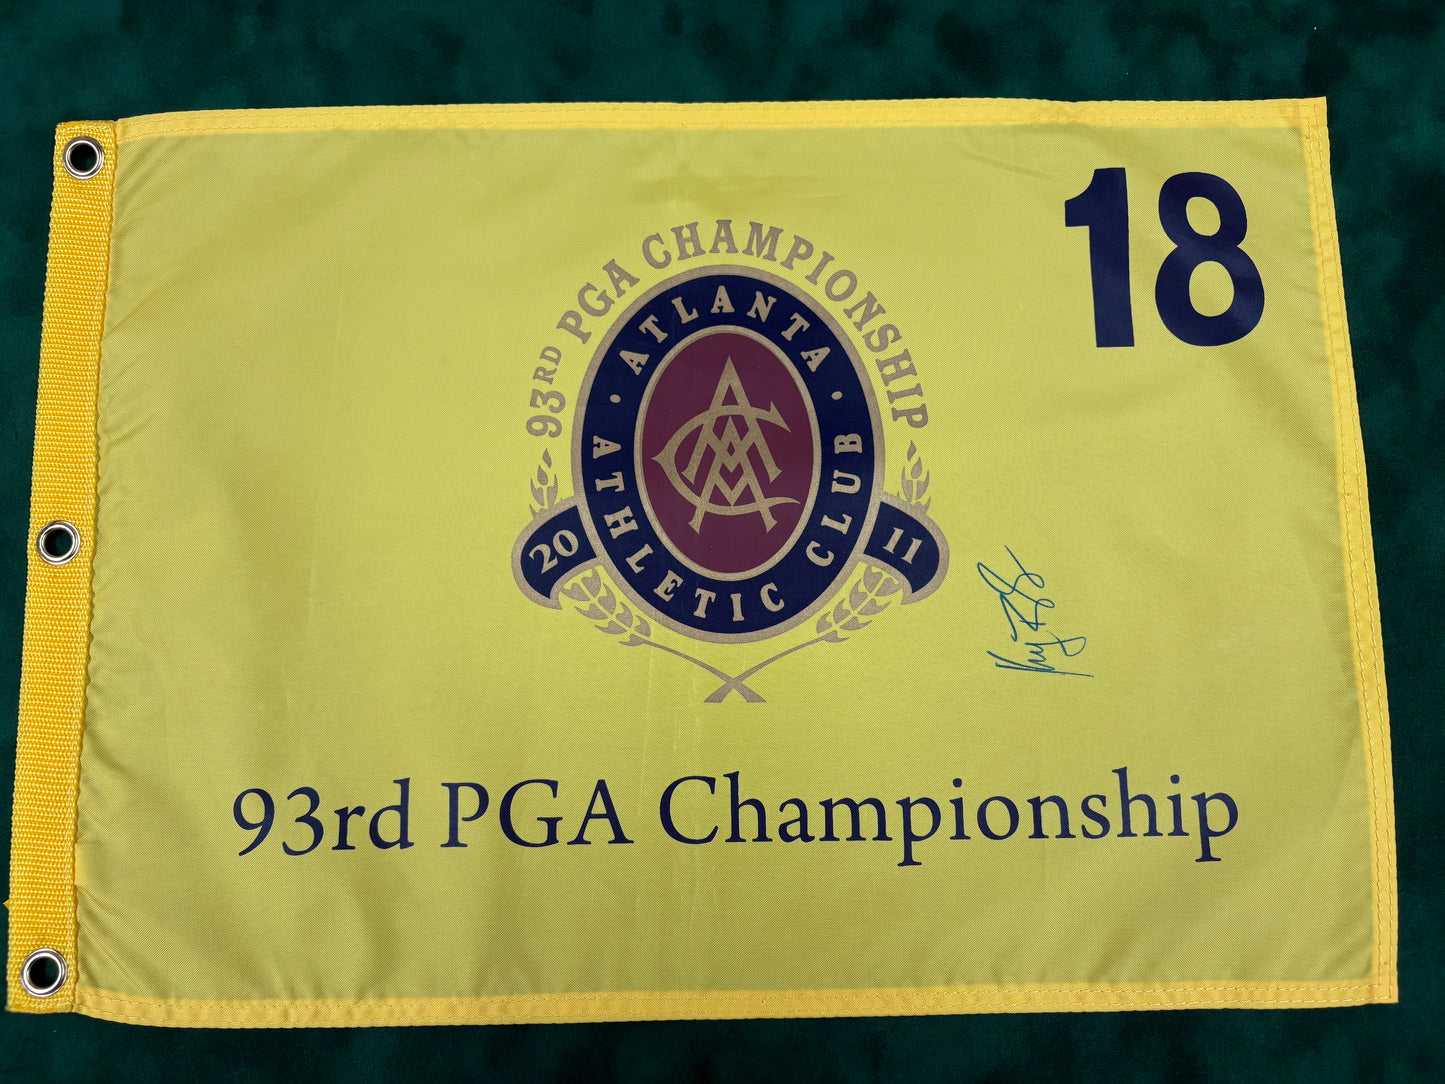 18
93RD PGA CHAMPIONSHIP
ATLANTA
ATHLETIC CLUB
20 11
93rd PGA Championship